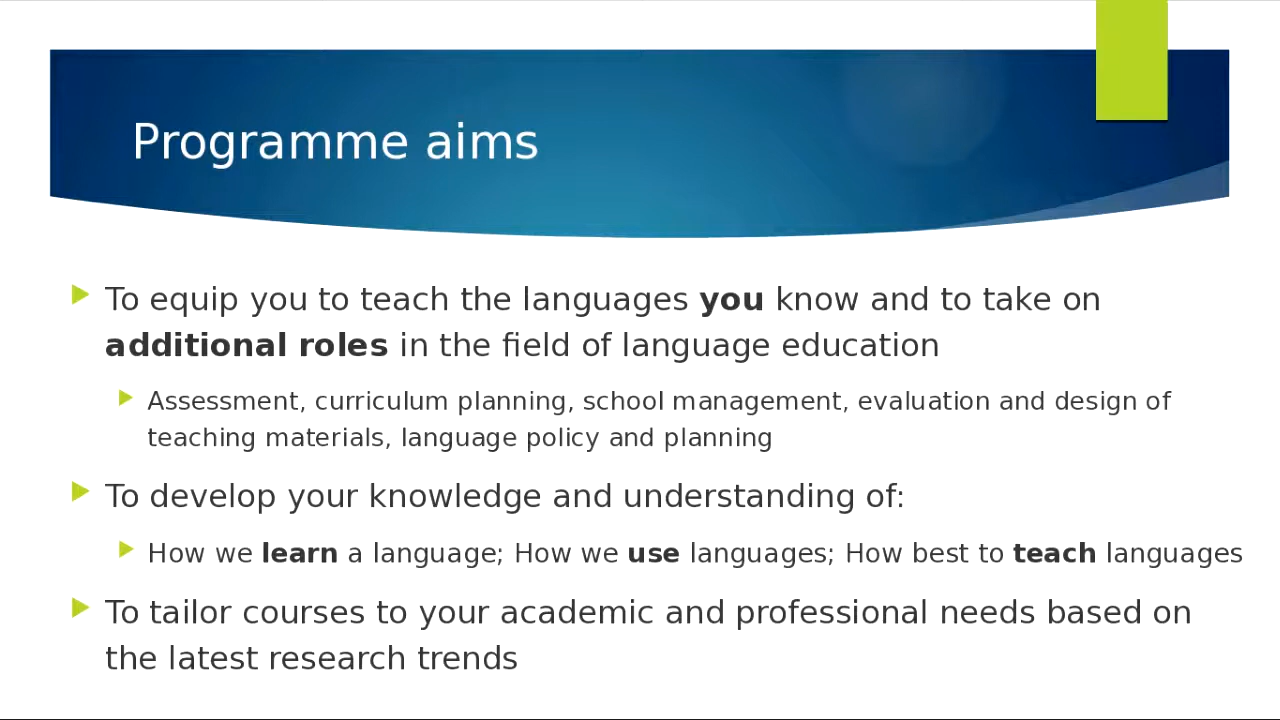 Programme aims
To equip you to teach the languages you know and to take on
additional roles in the field of language education
Assessment, curriculum planning, school management, evaluation and design of
teaching materials, language policy and planning
To develop your knowledge and understanding of:
How we learn a language; How we use languages; How best to teach languages
To tailor courses to your academic and professional needs based on
the latest research trends